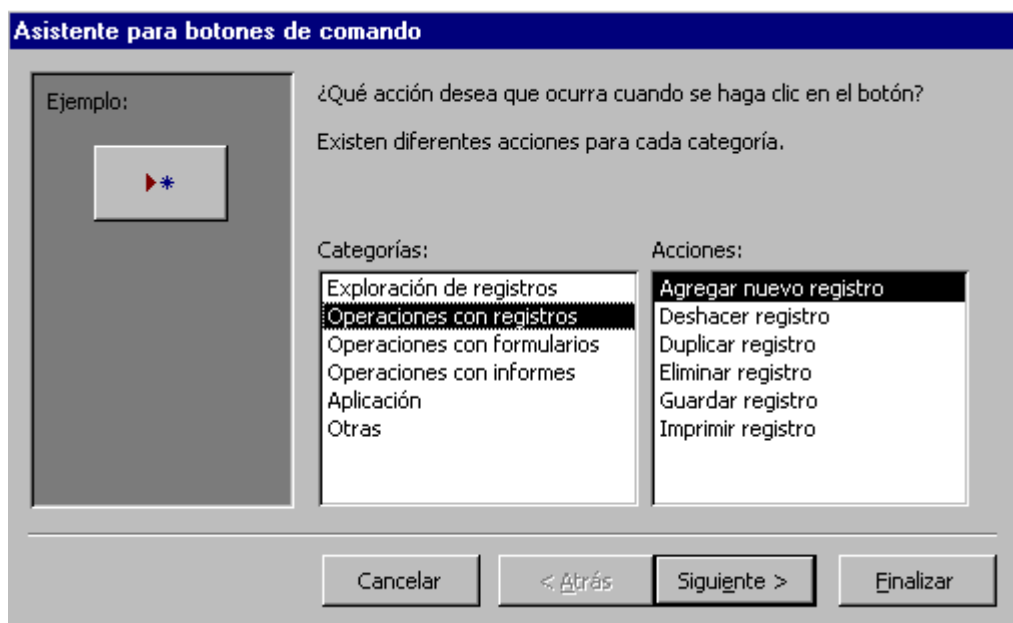 Asistente para botones de comando
Ejemplo:
¿Qué acción desea que ocurra cuando se haga clic en el botón?
Existen diferentes acciones para cada categoría.
Categorías:
Exploración de registros
Operaciones con registros
Operaciones con formularios
Operaciones con informes
Aplicación
Otras
Acciones:
Agregar nuevo registro
Deshacer registro
Duplicar registro
Eliminar registro
Guardar registro
Imprimir registro
Cancelar
< Atrás
Siguiente >
Finalizar